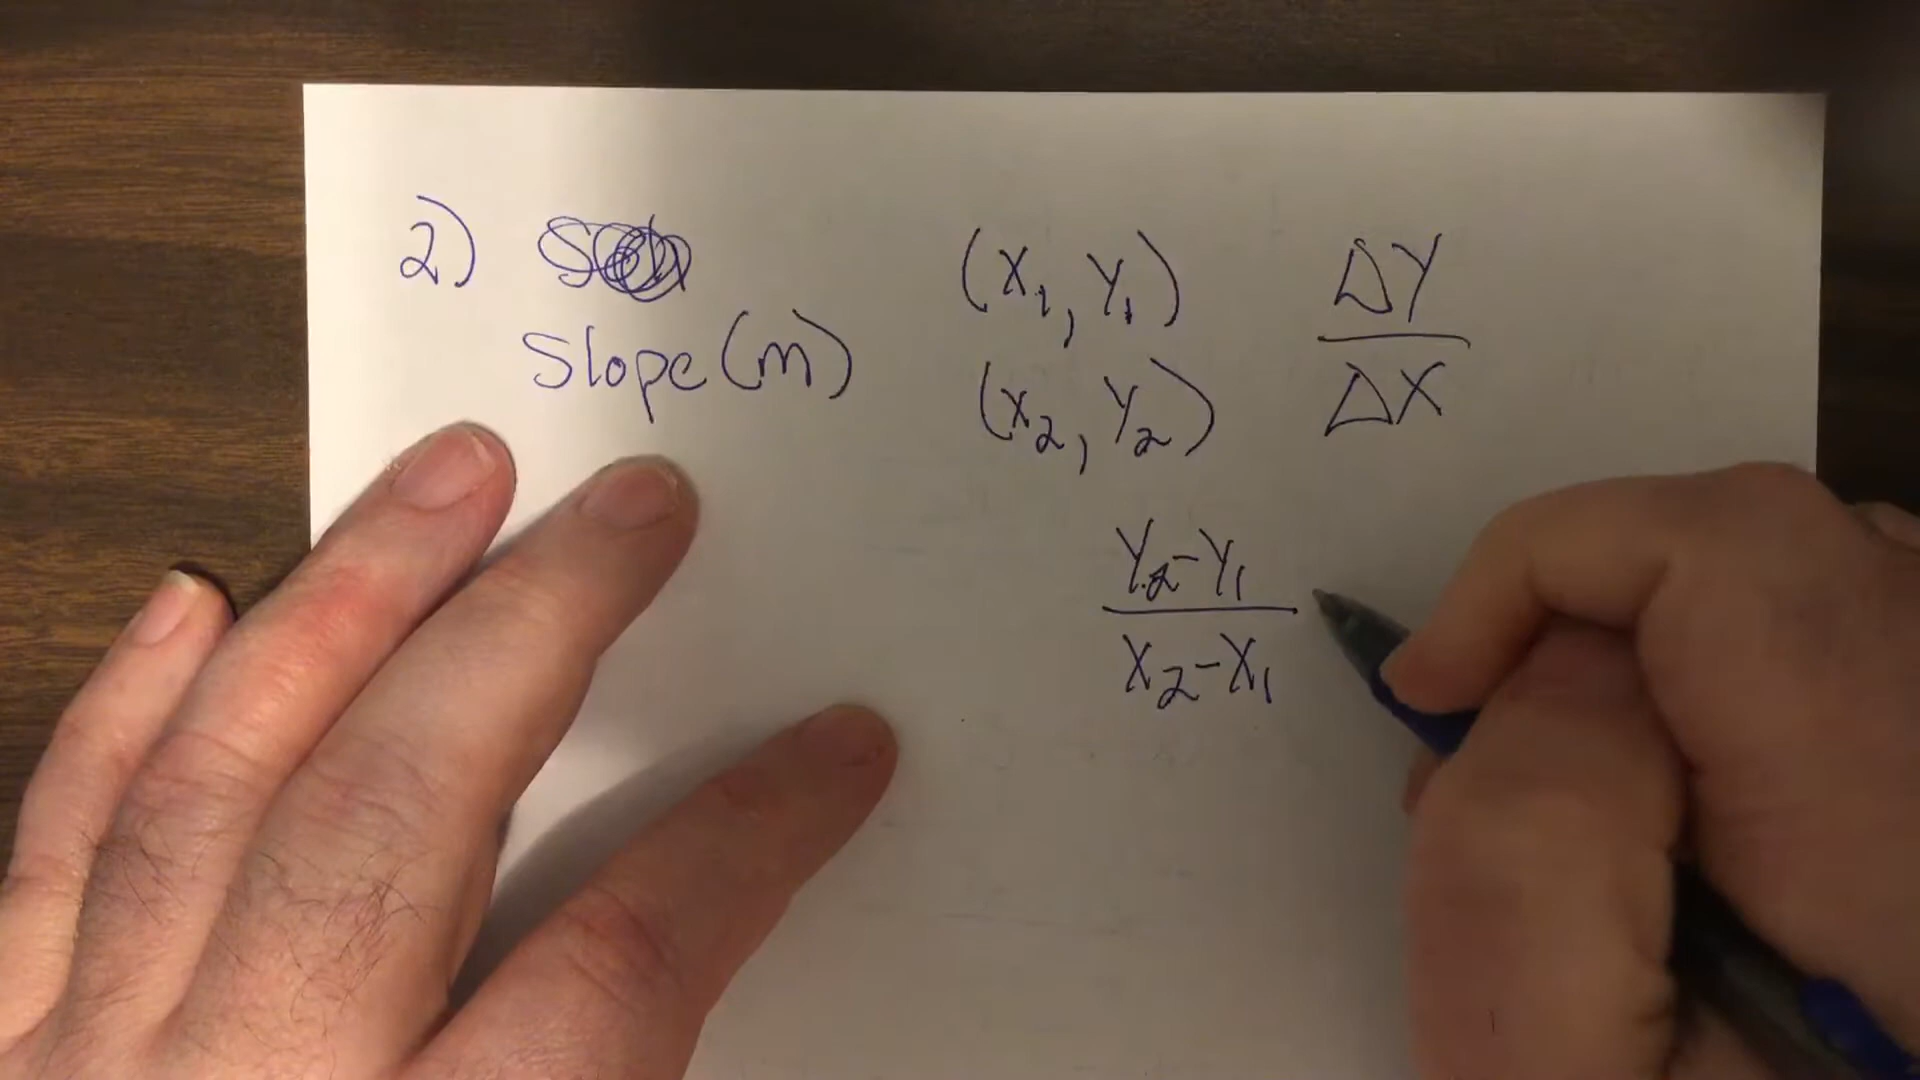 2)
Slope (m)
(X₁, Y₁)
(X₂, Y₂)
ΔY
ΔX
Y₂-Y₁
X₂-X₁